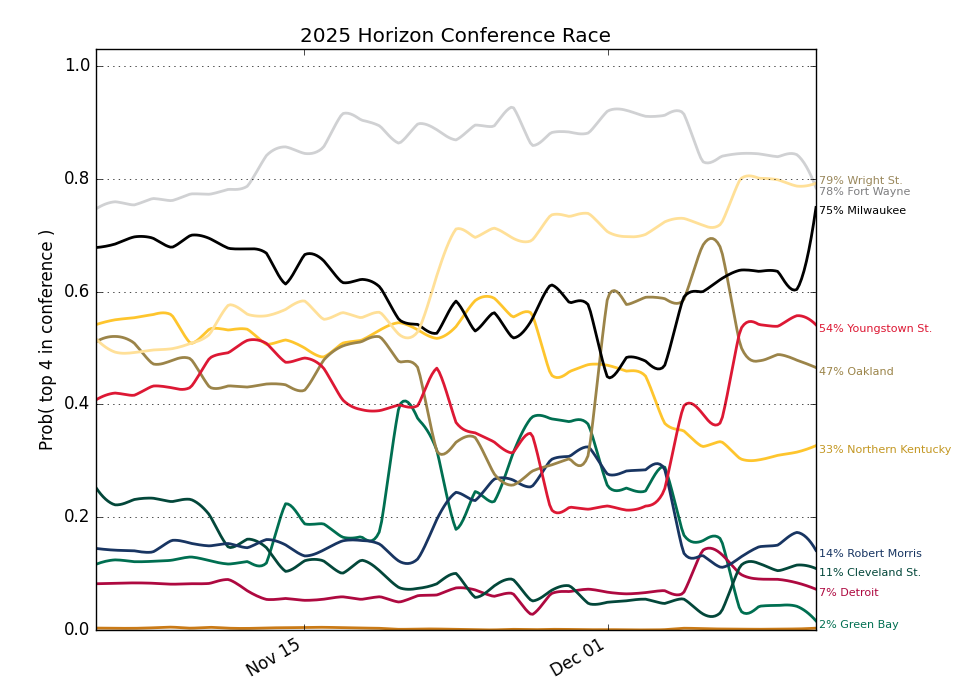 2025 Horizon Conference Race
Prob( top 4 in conference )
1.0
0.8
0.6
0.4
0.2
0.0
Nov 15
Dec 01
79% Wright St.
78% Fort Wayne
75% Milwaukee
54% Youngstown St.
47% Oakland
33% Northern Kentucky
14% Robert Morris
11% Cleveland St.
7% Detroit
2% Green Bay